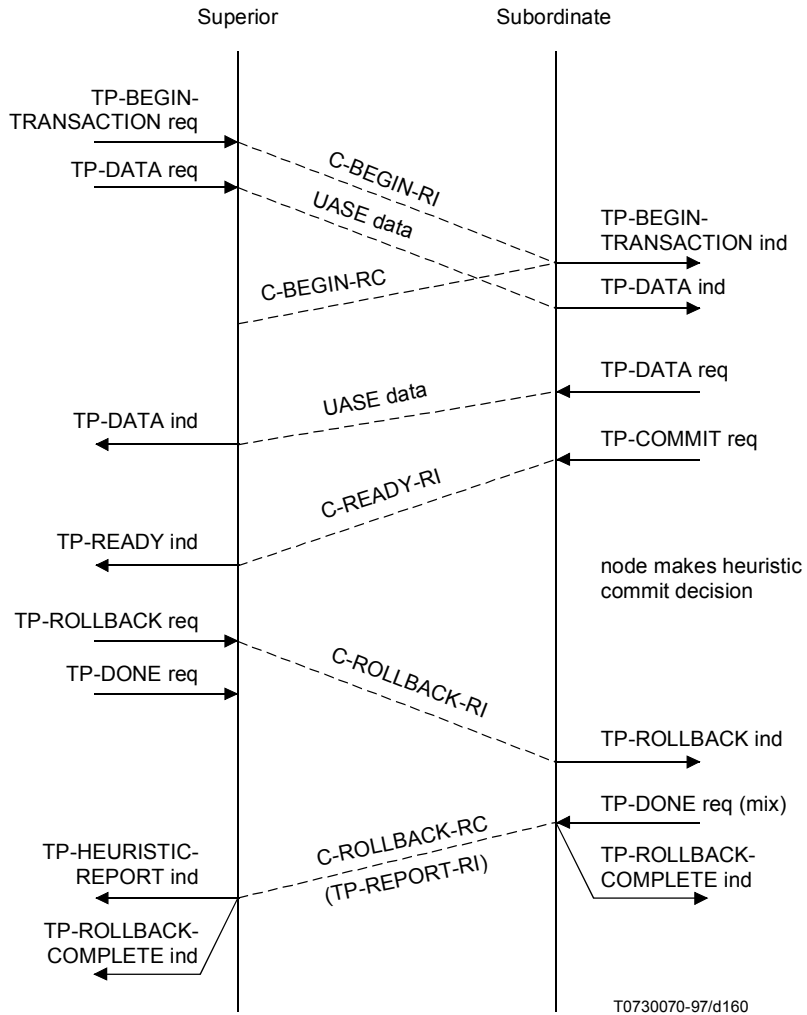 Superior
Subordinate
TP-BEGIN-
TRANSACTION req
TP-DATA req
C-BEGIN-RI
UASE data
TP-BEGIN-
TRANSACTION ind
C-BEGIN-RC
TP-DATA ind
TP-DATA req
UASE data
TP-DATA ind
TP-COMMIT req
C-READY-RI
TP-READY ind
node makes heuristic
commit decision
TP-ROLLBACK req
TP-DONE req
C-ROLLBACK-RI
TP-ROLLBACK ind
TP-DONE req (mix)
C-ROLLBACK-RC
(TP-REPORT-RI)
TP-HEURISTIC-
REPORT ind
TP-ROLLBACK-
COMPLETE ind
TP-ROLLBACK-
COMPLETE ind
T0730070-97/d160